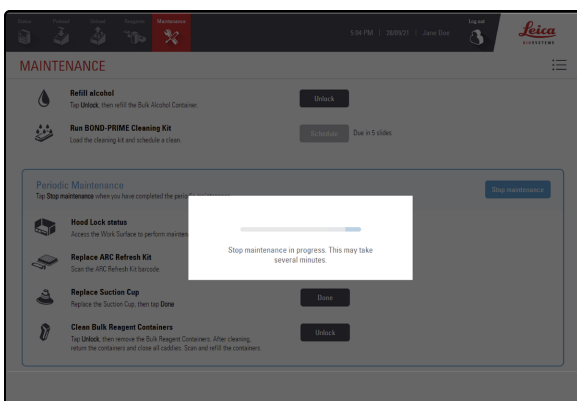 Status Preload Reagents Maintenance
5:04 PM | 28/09/21 | Jane Doe
Log out
Leica
BIOSYSTEMS
MAINTENANCE
Refill alcohol
Tap Unlock, then refill the Bulk Alcohol Container.
Unlock
Run BOND-PRIME Cleaning Kit
Load the cleaning kit and schedule a clean.
Schedule
Due in 5 slides
Periodic Maintenance
Tap Stop maintenance when you have completed the
Stop maintenance
Hood Lock status
Access the Work Surface to perform mainten
Stop maintenance in progress. This may take
several minutes.
Replace ARC Refresh Kit
Scan the ARC Refresh Kit barcode
Replace Suction Cup
Replace the Suction Cup, then tap Done
Done
Clean Bulk Reagent Containers
Tap Unlock, then remove the Bulk Reagent Containers. After cleaning,
return the containers and close all caddies. Scan and refill the containers.
Unlock